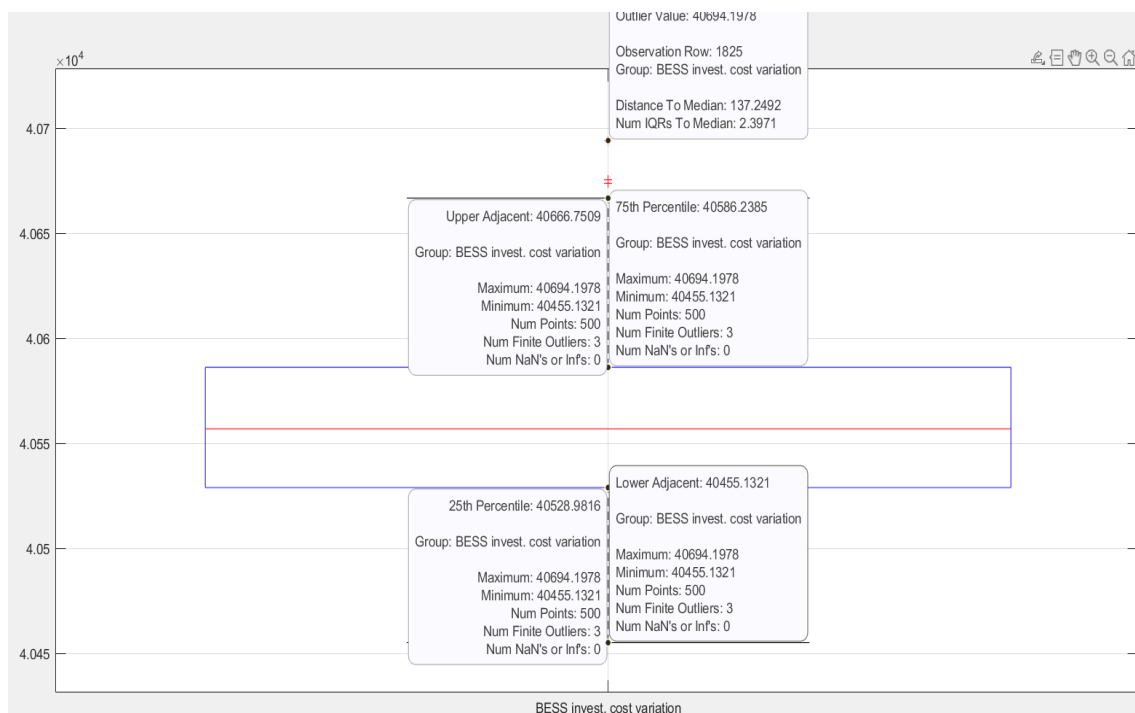 Outlier Value: 40694.1978
Observation Row: 1825
Group: BESS invest. cost variation
Distance To Median: 137.2492
Num IQRs To Median: 2.3971
×10⁴
4.07
4.065
4.06
4.055
4.05
4.045
Upper Adjacent: 40666.7509
Group: BESS invest. cost variation
Maximum: 40694.1978
Minimum: 40455.1321
Num Points: 500
Num Finite Outliers: 3
Num NaN's or Inf's: 0
75th Percentile: 40586.2385
Group: BESS invest. cost variation
Maximum: 40694.1978
Minimum: 40455.1321
Num Points: 500
Num Finite Outliers: 3
Num NaN's or Inf's: 0
25th Percentile: 40528.9816
Group: BESS invest. cost variation
Maximum: 40694.1978
Minimum: 40455.1321
Num Points: 500
Num Finite Outliers: 3
Num NaN's or Inf's: 0
Lower Adjacent: 40455.1321
Group: BESS invest. cost variation
Maximum: 40694.1978
Minimum: 40455.1321
Num Points: 500
Num Finite Outliers: 3
Num NaN's or Inf's: 0
BESS invest. cost variation